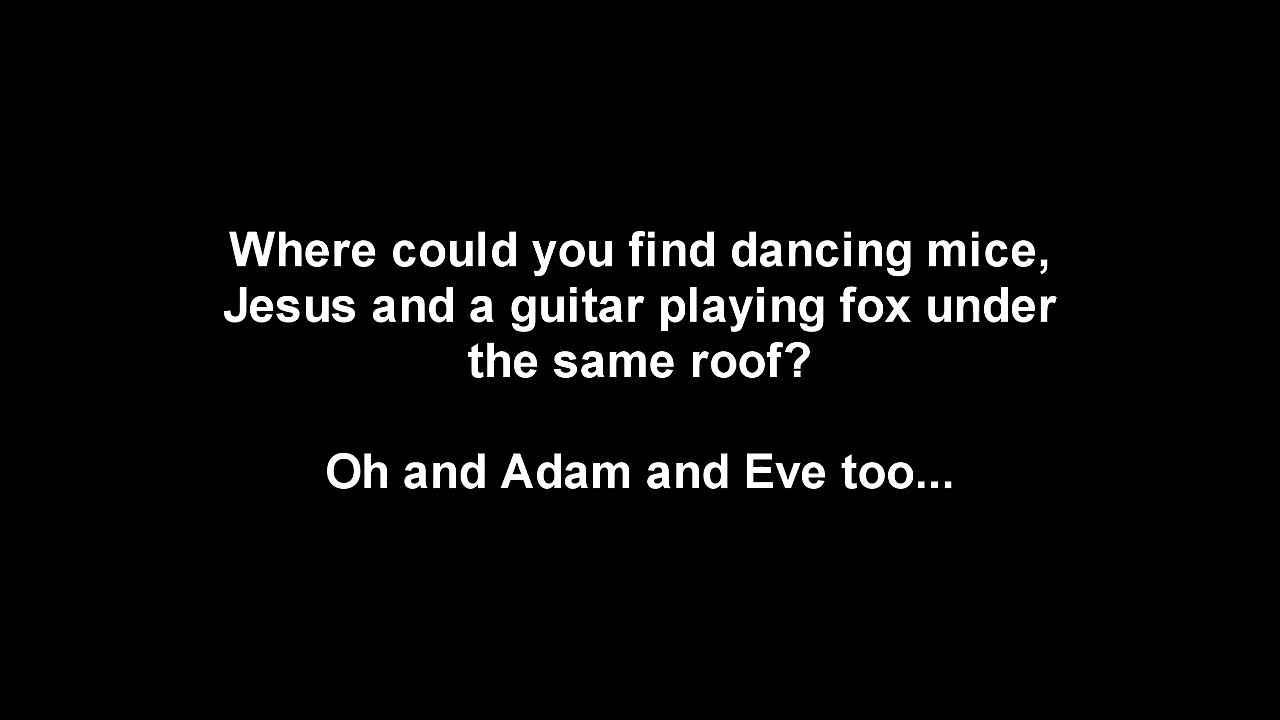 Where could you find dancing mice,
Jesus and a guitar playing fox under
the same roof?
Oh and Adam and Eve too...